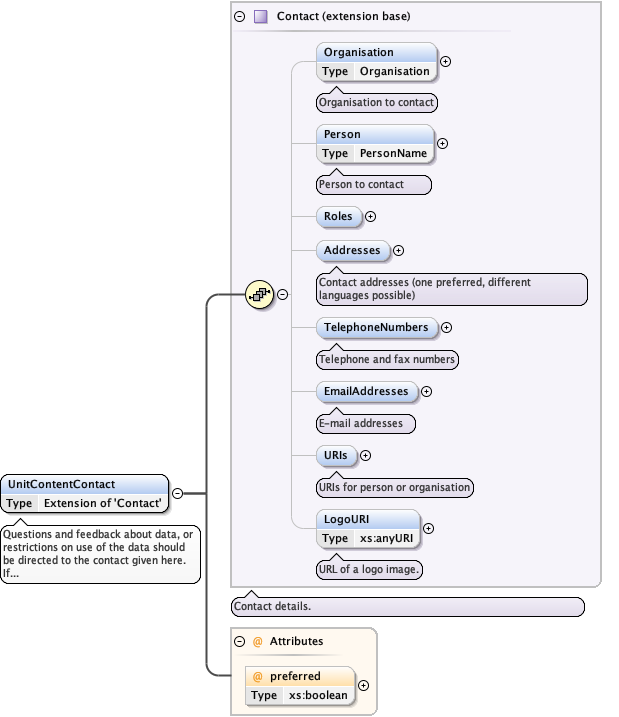 Contact (extension base)
Organisation
Type Organisation
Organisation to contact
Person
Type PersonName
Person to contact
Roles
Addresses
Contact addresses (one preferred, different
languages possible)
TelephoneNumbers
Telephone and fax numbers
EmailAddresses
E-mail addresses
URIs
URIs for person or organisation
LogoURI
Type xs:anyURI
URL of a logo image.
UnitContentContact
Type Extension of 'Contact'
Questions and feedback about data, or
restrictions on use of the data should
be directed to the contact given here.
If...
Contact details.
@ Attributes
@ preferred
Type xs:boolean